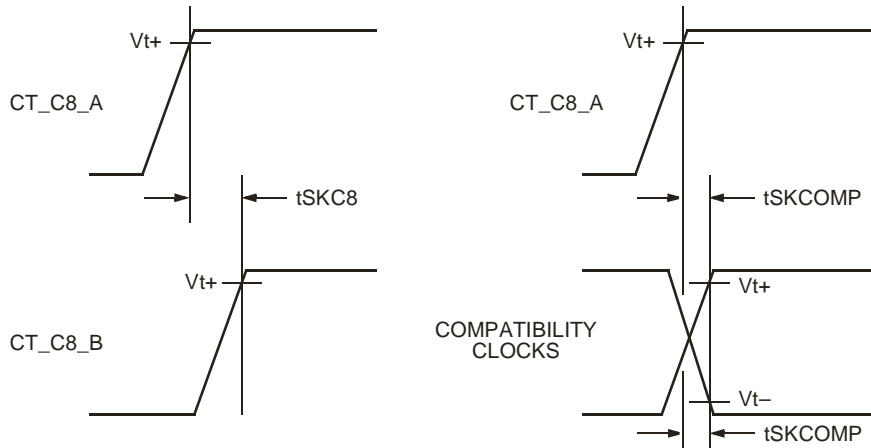 Vt+
CT_C8_A
tSKC8
Vt+
CT_C8_B
Vt+
CT_C8_A
tSKCOMP
Vt+
COMPATIBILITY
CLOCKS
Vt–
tSKCOMP